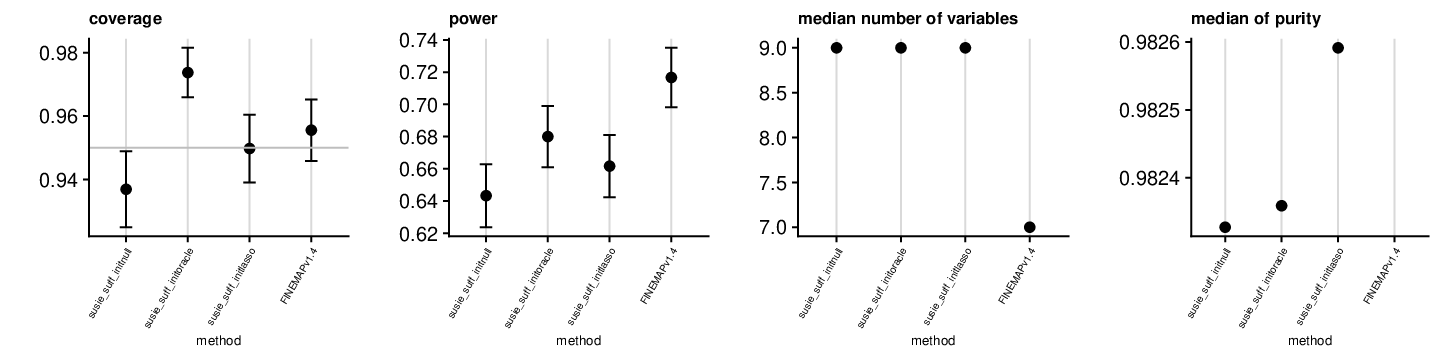 coverage
0.98
0.96
0.94
susie_suff_initnull
susie_suff_initoracle
susie_suff_initlasso
FINEMAPv1.4
method
power
0.74
0.72
0.70
0.68
0.66
0.64
0.62
susie_suff_initnull
susie_suff_initoracle
susie_suff_initlasso
FINEMAPv1.4
method
median number of variables
9.0
8.5
8.0
7.5
7.0
susie_suff_initnull
susie_suff_initoracle
susie_suff_initlasso
FINEMAPv1.4
method
median of purity
0.9826
0.9825
0.9824
susie_suff_initnull
susie_suff_initoracle
susie_suff_initlasso
FINEMAPv1.4
method